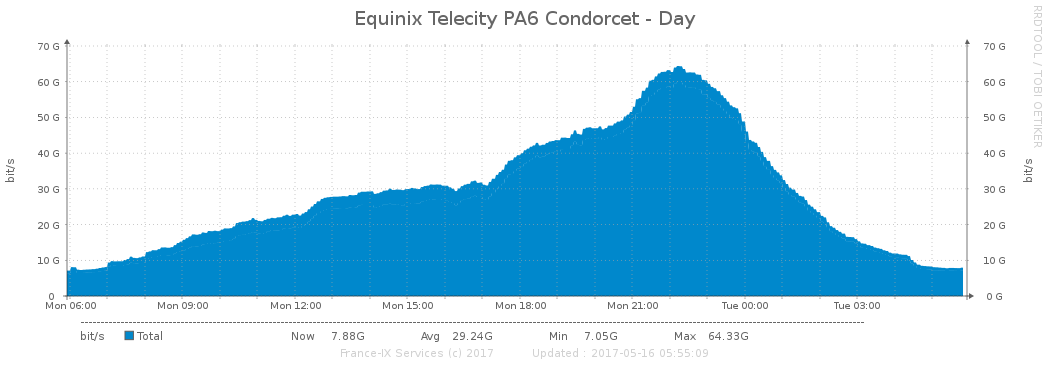 Equinix Telecity PA6 Condorcet - Day
RRDTOOL / TOBI OETIKER
70 G 70 G
60 G 60 G
50 G 50 G
40 G 40 G
30 G 30 G
20 G 20 G
10 G 10 G
0 0 G
bit/s bit/s
Mon 06:00 Mon 09:00 Mon 12:00 Mon 15:00 Mon 18:00 Mon 21:00 Tue 00:00 Tue 03:00
bit/s Total Now 7.88G Avg 29.24G Min 7.05G Max 64.33G
France-IX Services (c) 2017 Updated : 2017-05-16 05:55:09